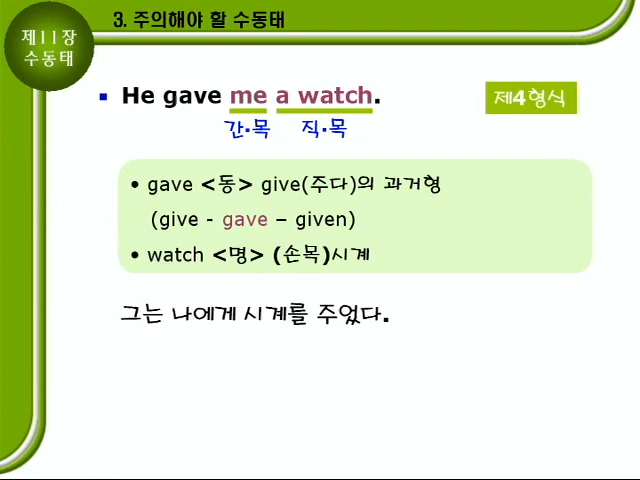 제11장
수동태
3. 주의해야 할 수동태
▪ He gave me a watch.
제4형식
간·목 직·목
• gave <동> give(주다)의 과거형
(give - gave – given)
• watch <명> (손목)시계
그는 나에게 시계를 주었다.